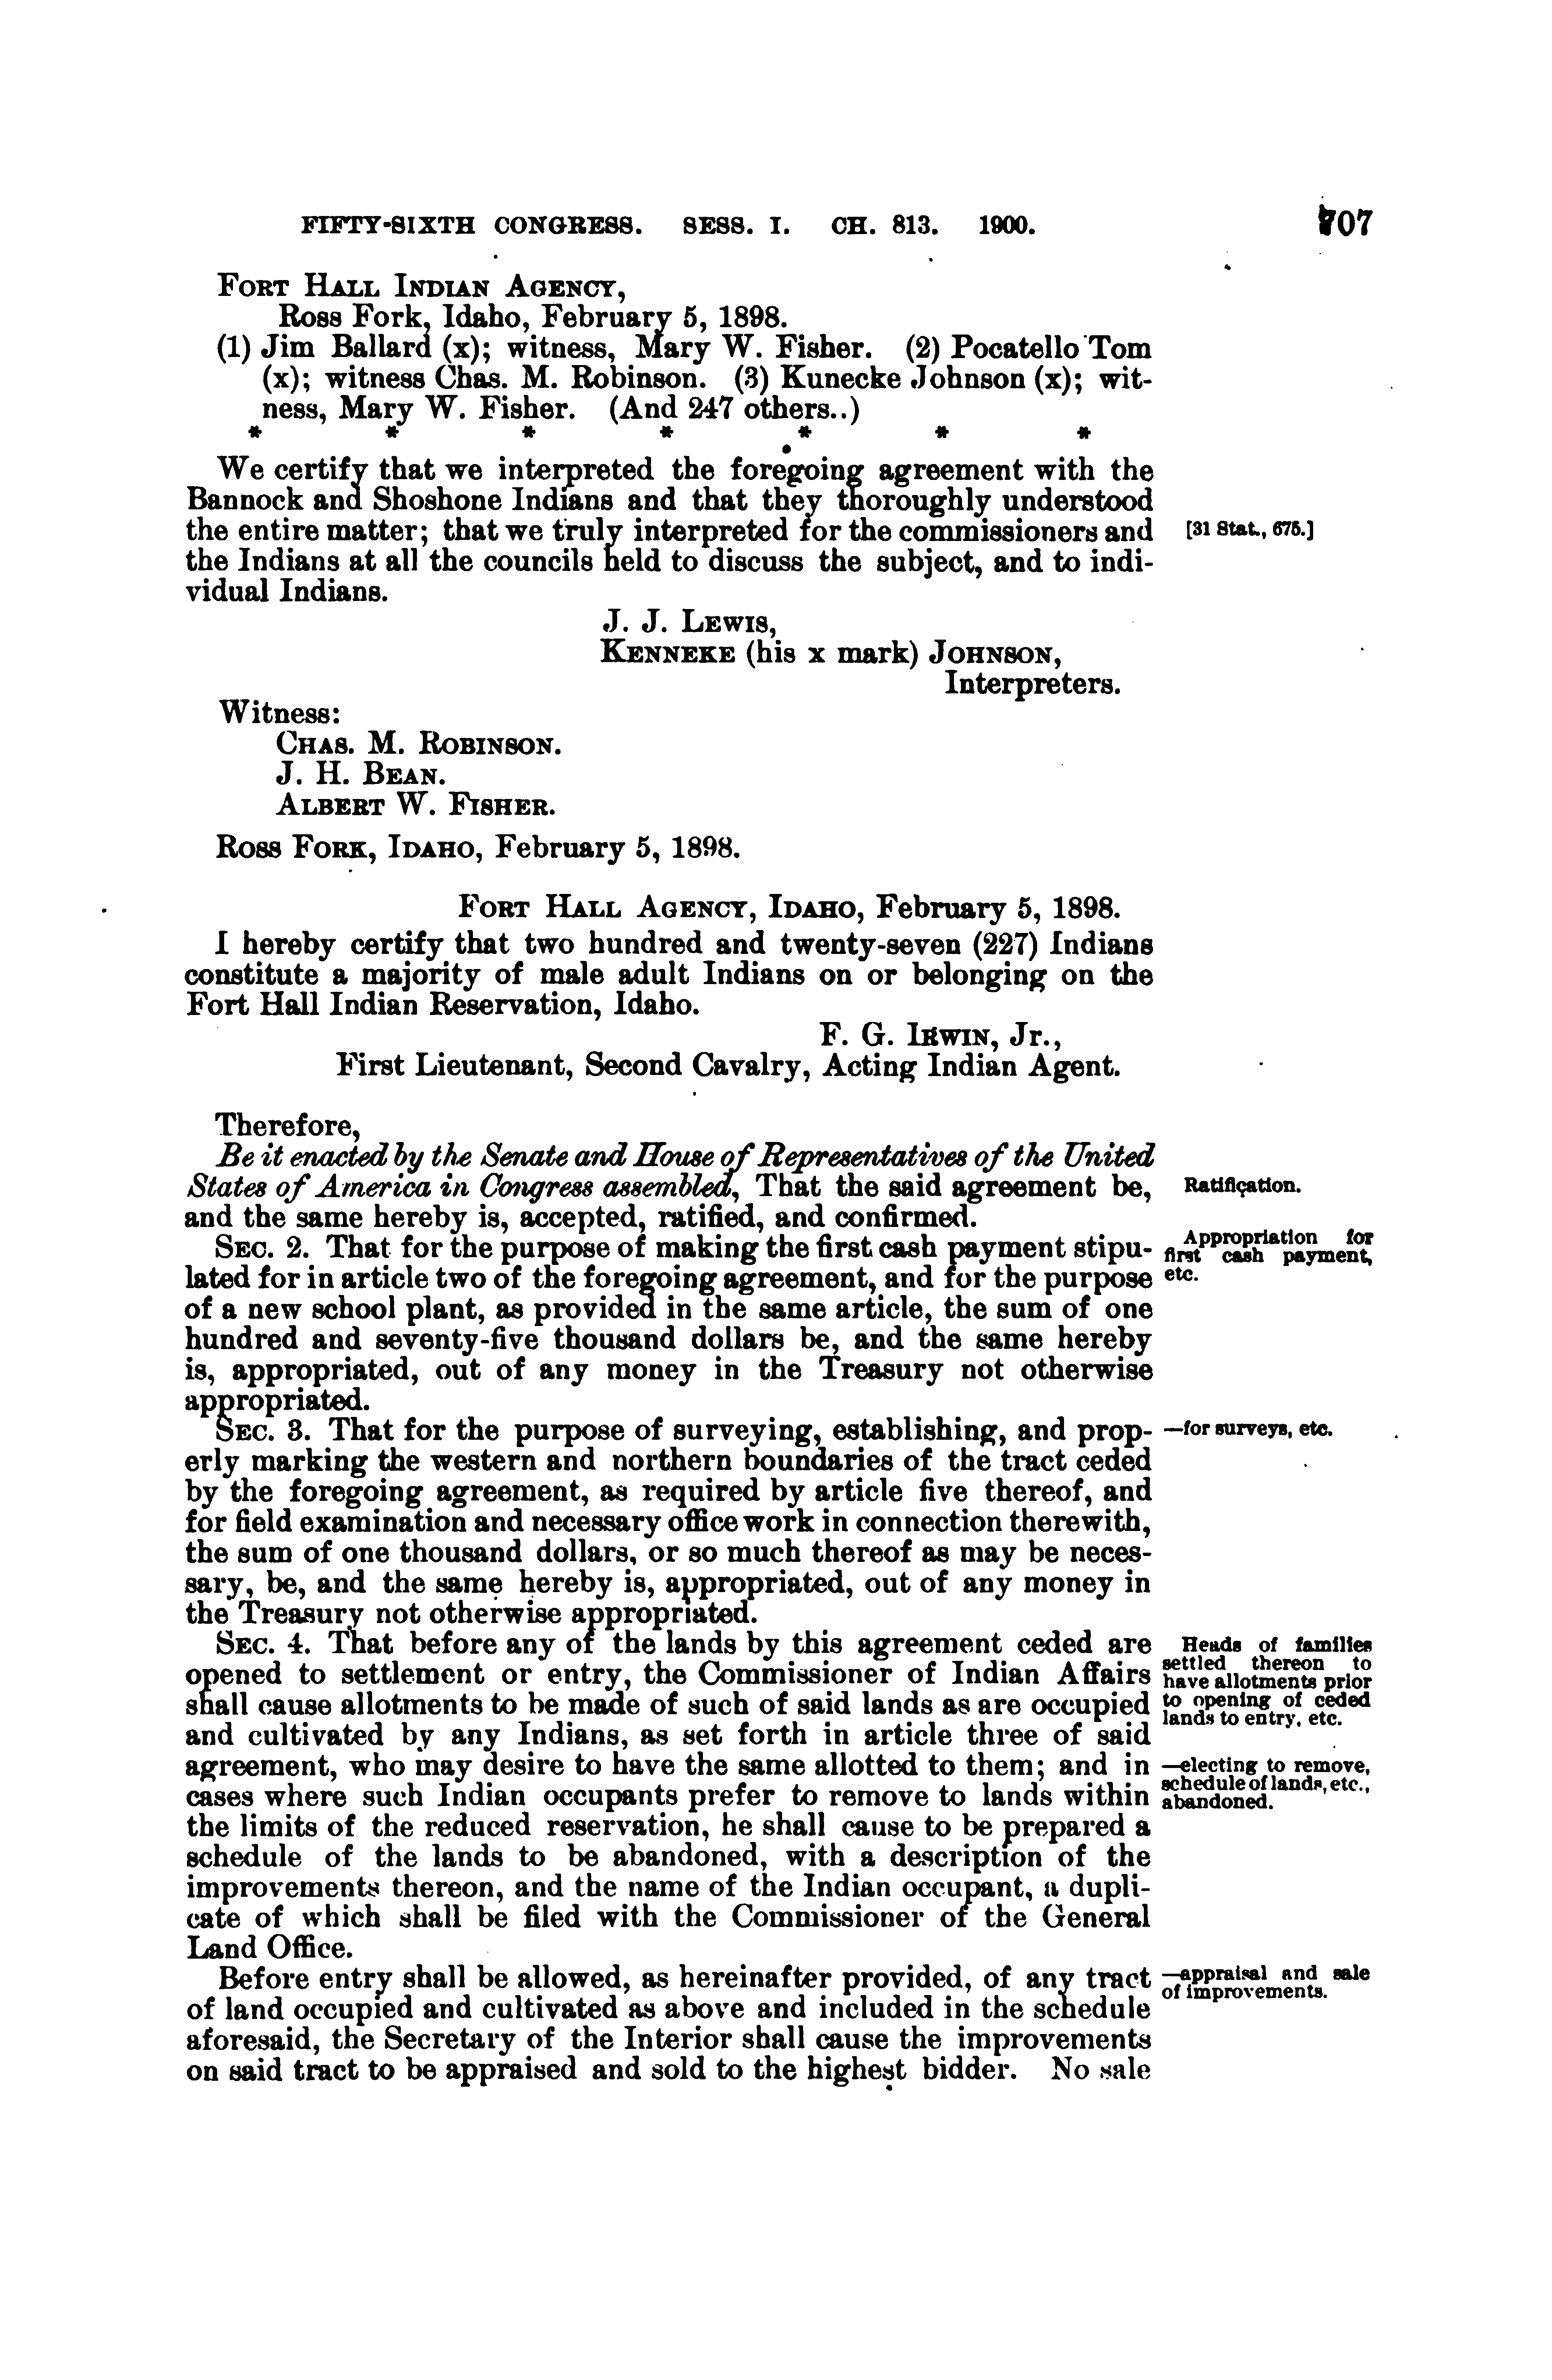 FIFTY-SIXTH CONGRESS. SESS. I. CH. 813. 1900. 707
FORT HALL INDIAN AGENCY,
Ross Fork, Idaho, February 5, 1898.
(1) Jim Ballard (x); witness, Mary W. Fisher. (2) Pocatello Tom
(x); witness Chas. M. Robinson. (3) Kunecke Johnson (x); wit-
ness, Mary W. Fisher. (And 247 others..)
* * * * * * *
We certify that we interpreted the foregoing agreement with the
Bannock and Shoshone Indians and that they thoroughly understood
the entire matter; that we truly interpreted for the commissioners and
[31 Stat., 675.]
the Indians at all the councils held to discuss the subject, and to indi-
vidual Indians.
J. J. LEWIS,
KENNEKE (his x mark) JOHNSON,
Interpreters.
Witness:
CHAS. M. ROBINSON.
J. H. BEAN.
ALBERT W. FISHER.
ROSS FORK, IDAHO, February 5, 1898.
FORT HALL AGENCY, IDAHO, February 5, 1898.
I hereby certify that two hundred and twenty-seven (227) Indians
constitute a majority of male adult Indians on or belonging on the
Fort Hall Indian Reservation, Idaho.
F. G. IRWIN, Jr.,
First Lieutenant, Second Cavalry, Acting Indian Agent.
Therefore,
Be it enacted by the Senate and House of Representatives of the United
States of America in Congress assembled, That the said agreement be,
Ratification.
and the same hereby is, accepted, ratified, and confirmed.
SEC. 2. That for the purpose of making the first cash payment stipu-
Appropriation for
first cash payment,
etc.
lated for in article two of the foregoing agreement, and for the purpose
of a new school plant, as provided in the same article, the sum of one
hundred and seventy-five thousand dollars be, and the same hereby
is, appropriated, out of any money in the Treasury not otherwise
appropriated.
SEC. 3. That for the purpose of surveying, establishing, and prop-
—for surveys, etc.
erly marking the western and northern boundaries of the tract ceded
by the foregoing agreement, as required by article five thereof, and
for field examination and necessary office work in connection therewith,
the sum of one thousand dollars, or so much thereof as may be neces-
sary, be, and the same hereby is, appropriated, out of any money in
the Treasury not otherwise appropriated.
SEC. 4. That before any of the lands by this agreement ceded are
Heads of families
settled thereon to
have allotments prior
to opening of ceded
lands to entry, etc.
opened to settlement or entry, the Commissioner of Indian Affairs
shall cause allotments to be made of such of said lands as are occupied
and cultivated by any Indians, as set forth in article three of said
agreement, who may desire to have the same allotted to them; and in
—electing to remove,
schedule of lands, etc.,
abandoned.
cases where such Indian occupants prefer to remove to lands within
the limits of the reduced reservation, he shall cause to be prepared a
schedule of the lands to be abandoned, with a description of the
improvements thereon, and the name of the Indian occupant, a dupli-
cate of which shall be filed with the Commissioner of the General
Land Office.
Before entry shall be allowed, as hereinafter provided, of any tract
—appraisal and sale
of improvements.
of land occupied and cultivated as above and included in the schedule
aforesaid, the Secretary of the Interior shall cause the improvements
on said tract to be appraised and sold to the highest bidder. No sale